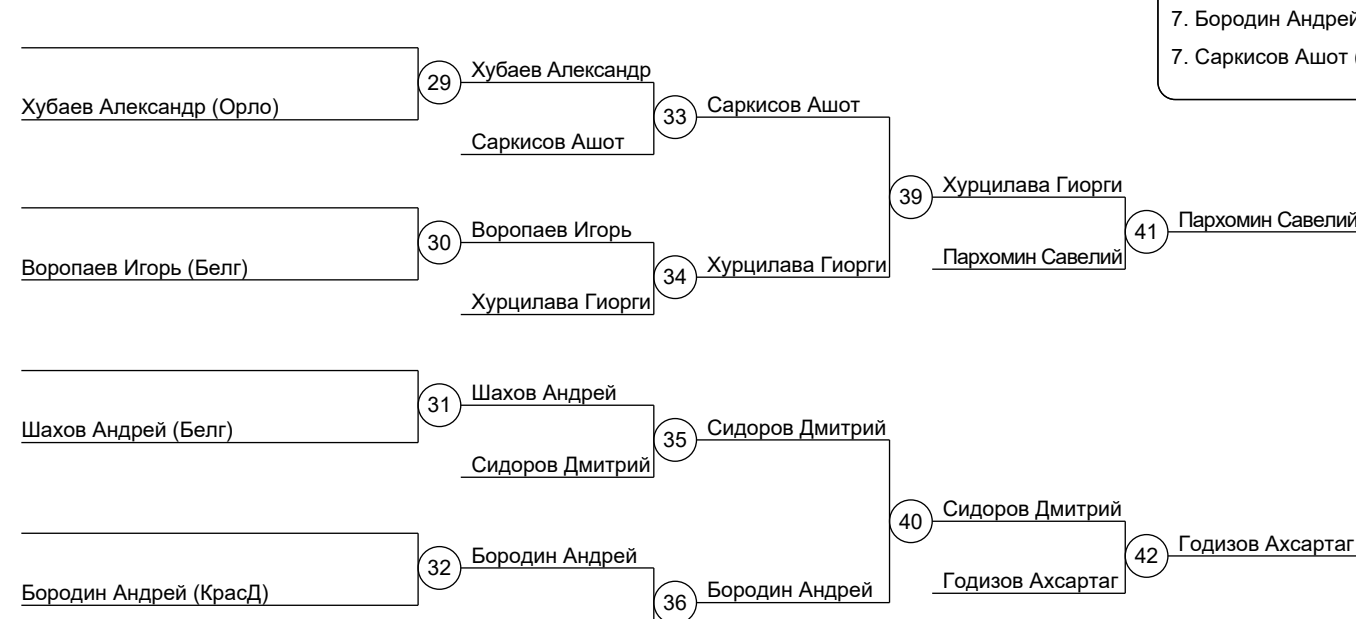 7. Бородин Андрей
7. Саркисов Ашот (
29
Хубаев Александр
Хубаев Александр (Орло)
33
Саркисов Ашот
Саркисов Ашот
39
Хурцилава Гиорги
30
Воропаев Игорь
Воропаев Игорь (Белг)
34
Хурцилава Гиорги
Хурцилава Гиорги
41
Пархомин Савелий
Пархомин Савелий
31
Шахов Андрей
Шахов Андрей (Белг)
35
Сидоров Дмитрий
Сидоров Дмитрий
40
Сидоров Дмитрий
32
Бородин Андрей
Бородин Андрей (КрасД)
36
Бородин Андрей
42
Годизов Ахсартаг
Годизов Ахсартаг